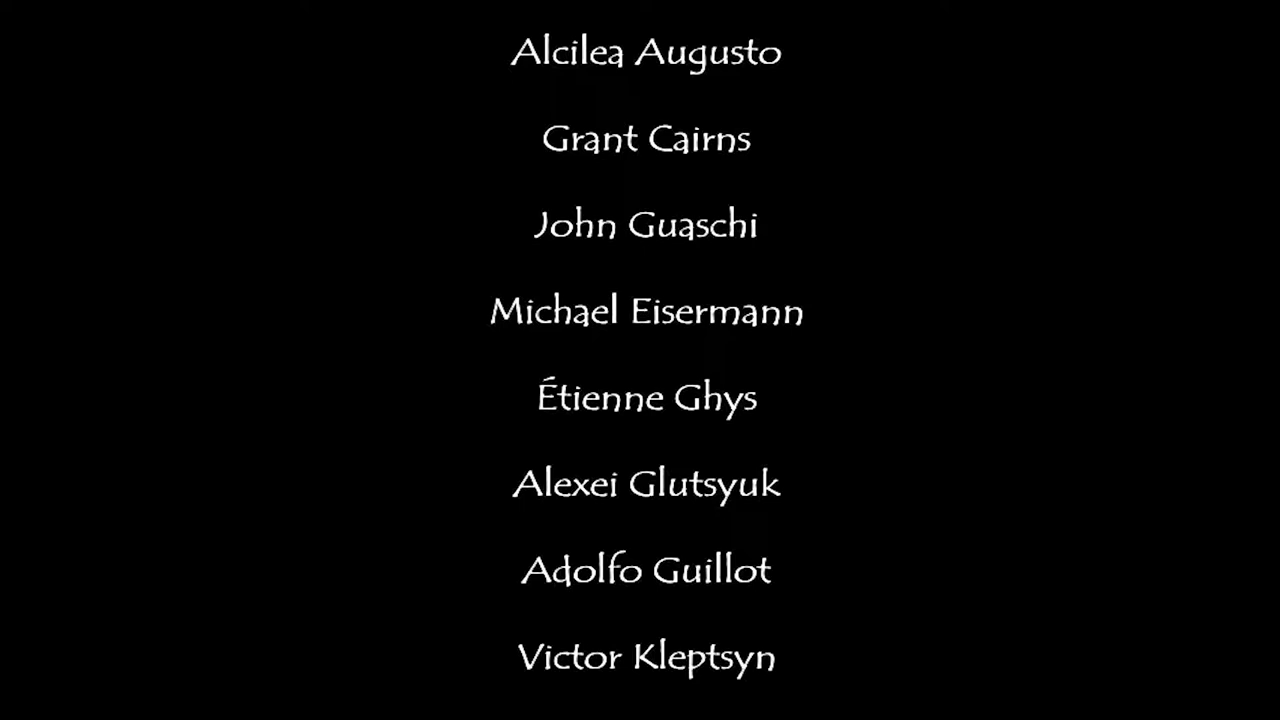 Alcilea Augusto
Grant Cairns
John Guaschi
Michael Eisermann
Étienne Ghys
Alexei Glutsyuk
Adolfo Guillot
Victor Kleptsyn